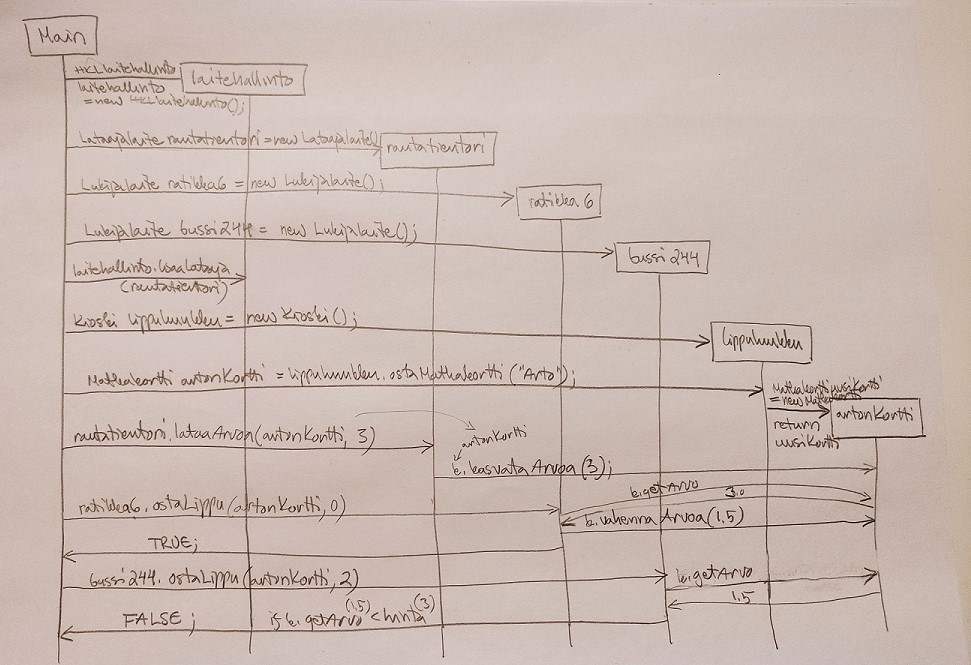 Main
HKLLaitehallinto
laitehallinto
= new HKLLaitehallinto();
laitehallinto
Lataajalaite rautatientori = new Lataajalaite();
rautatientori
Lukijalaite ratikka6 = new Lukijalaite();
ratikka 6
Lukijalaite bussi244 = new Lukijalaite();
bussi 244
laitehallinto.lisaaLataaja
(rautatientori)
Kioski lippuluukku = new Kioski();
lippuluukku
Matkakortti artonKortti = lippuluukku.ostaMatkakortti ("Arto");
Matkakortti uusiKortti
= new Matkakortti
artonKortti
return
uusiKortti
rautatientori.lataaArvoa(artonKortti, 3)
artonKortti
k.kasvataArvoa (3);
ratikka6.ostaLippu(artonKortti, 0)
k.getArvo
3.0
k.vahennaArvoa(1,5)
TRUE;
bussi244.ostaLippu(artonKortti, 2)
k.getArvo
1.5
FALSE;
if k.getArvo (1,5) < hinta (3)